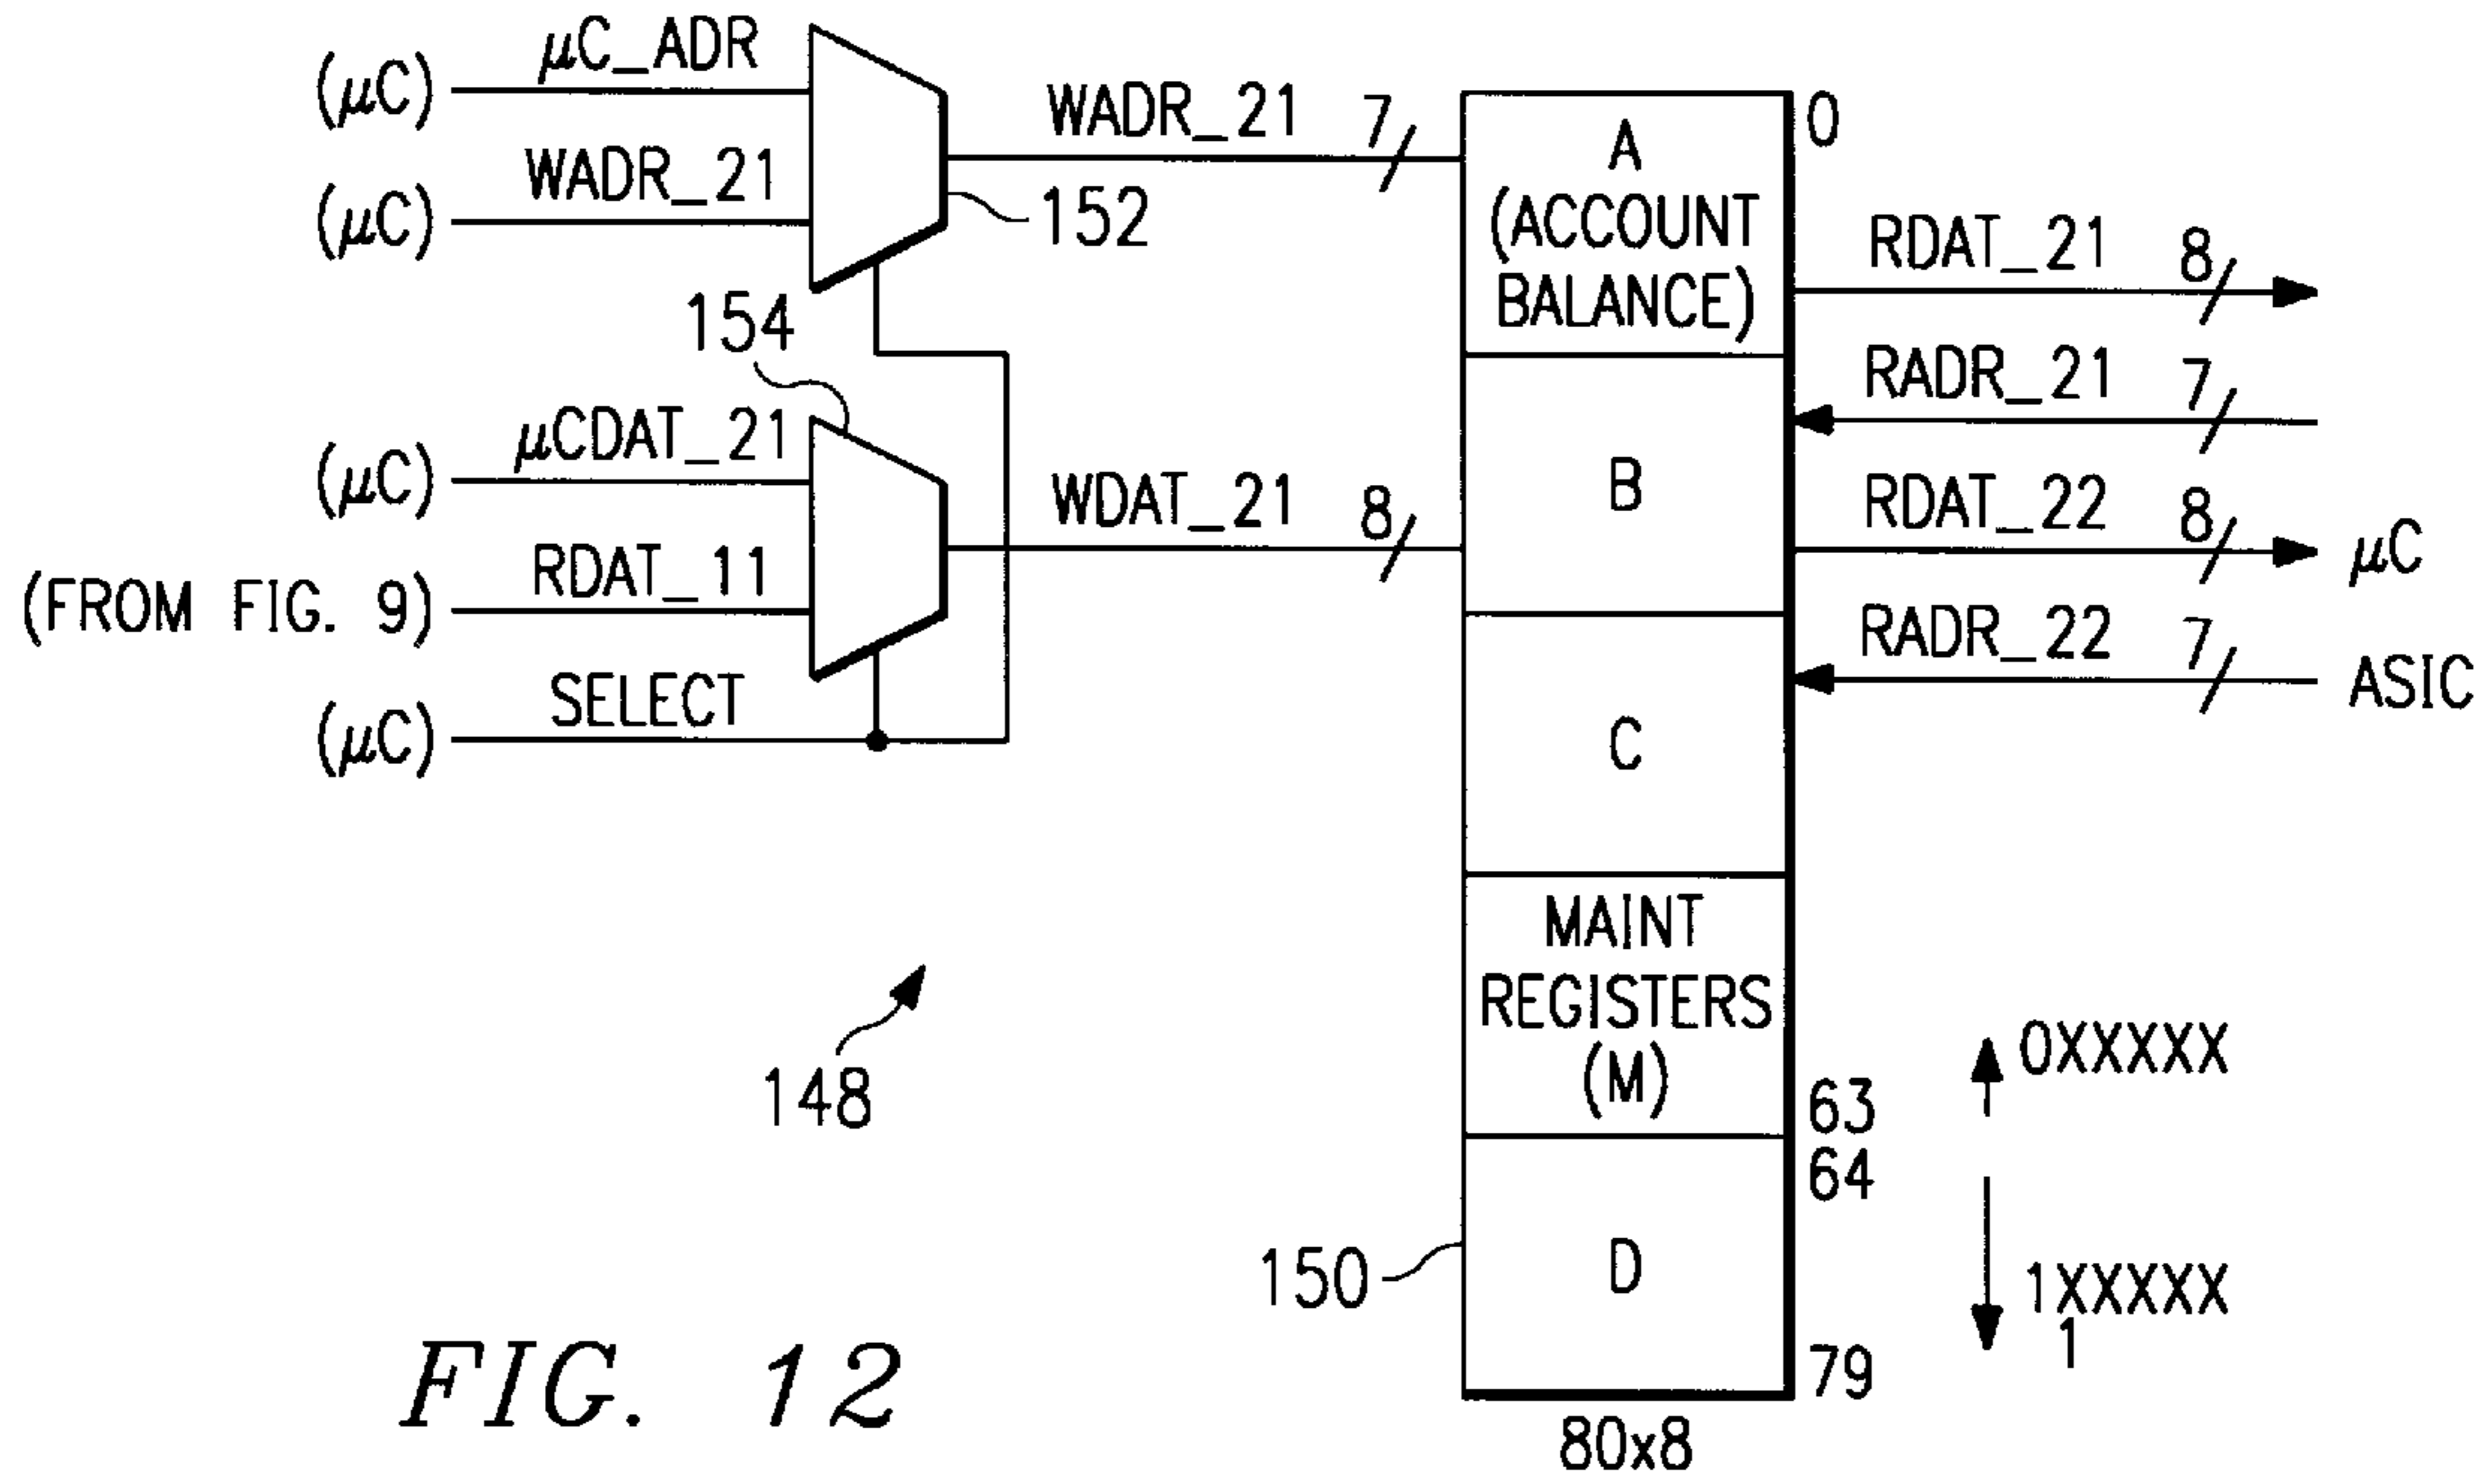 (μC) μC_ADR
(μC) WADR_21
152
WADR_21 7
154
(μC) μCDAT_21
(FROM FIG. 9) RDAT_11
(μC) SELECT
WDAT_21 8
A
(ACCOUNT
BALANCE)
B
C
MAINT
REGISTERS
(M)
D
0
63
64
79
80x8
150
RDAT_21 8
RADR_21 7
RDAT_22 8 μC
RADR_22 7 ASIC
0XXXXX
1XXXXX
1
148
FIG. 12